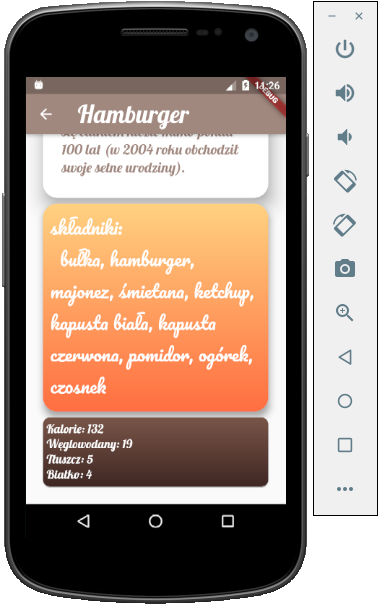 14:26
DEBUG
Hamburger
100 lat (w 2004 roku obchodził
swoje setne urodziny).
składniki:
bułka, hamburger,
majonez, śmietana, ketchup,
kapusta biała, kapusta
czerwona, pomidor, ogórek,
czosnek
Kalorie: 132
Węglowodany: 19
Tłuszcz: 5
Białko: 4